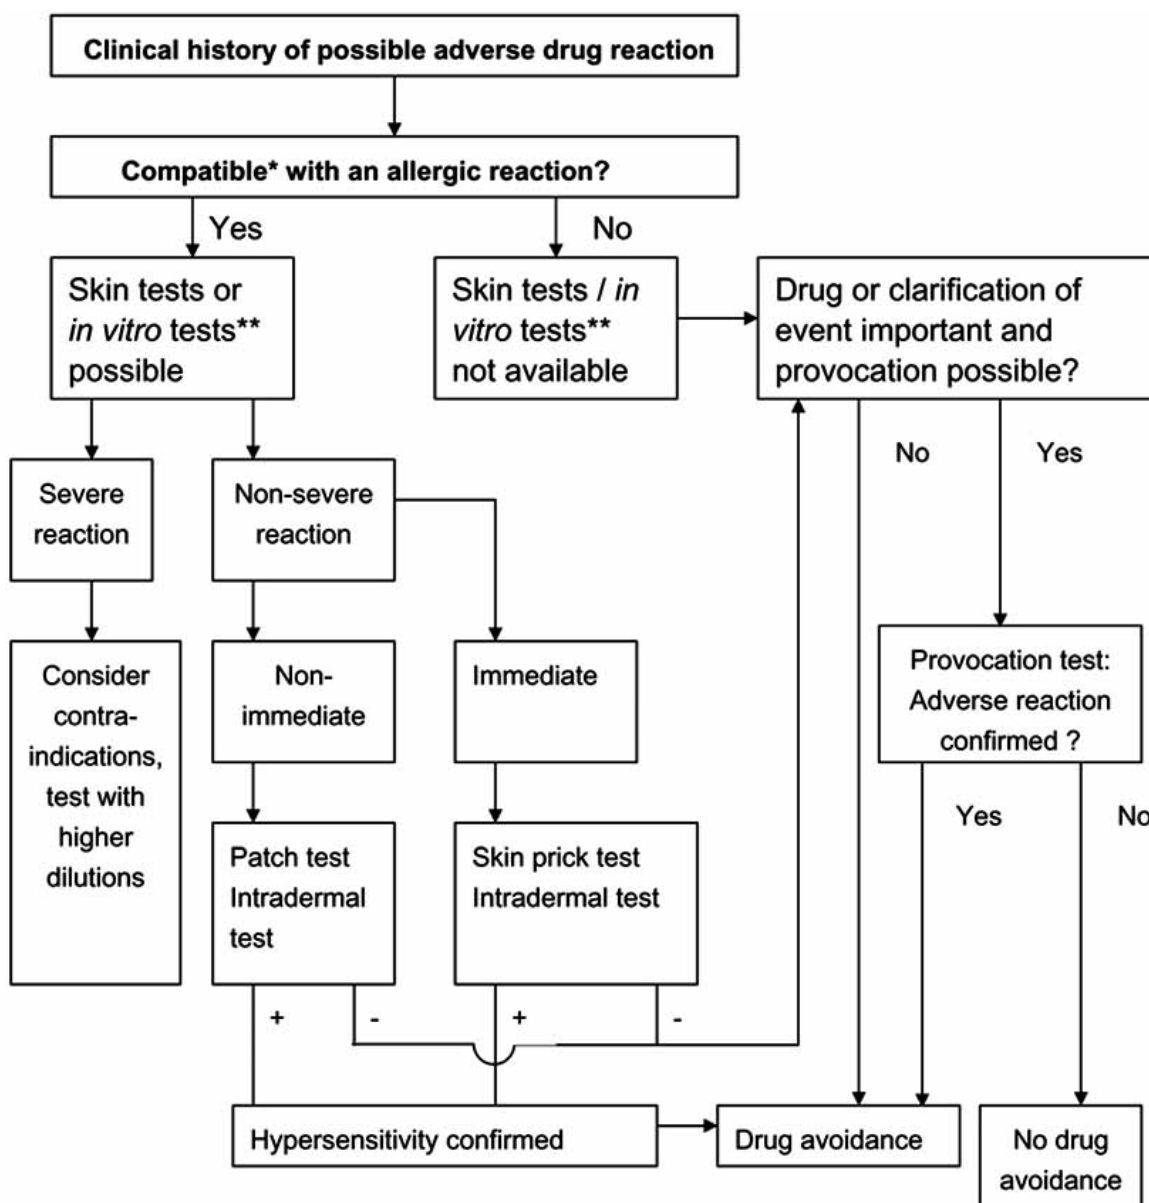 Clinical history of possible adverse drug reaction
Compatible* with an allergic reaction?
Yes
No
Skin tests or
in vitro tests**
possible
Skin tests / in
vitro tests**
not available
Drug or clarification of
event important and
provocation possible?
No
Yes
Severe
reaction
Non-severe
reaction
Consider
contra-
indications,
test with
higher
dilutions
Non-
immediate
Immediate
Provocation test:
Adverse reaction
confirmed ?
Yes
No
Patch test
Intradermal
test
Skin prick test
Intradermal test
+
-
+
-
Hypersensitivity confirmed
Drug avoidance
No drug
avoidance